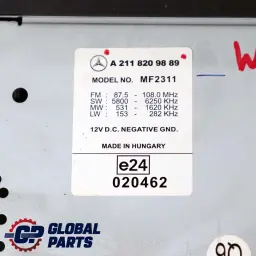 A 211 820 98 89
MODEL NO. MF2311
FM : 87.5 - 108.0 MHz
SW : 5800 - 6250 KHz
MW : 531 - 1620 KHz
LW : 153 - 282 KHz
12V D.C. NEGATIVE GND.
MADE IN HUNGARY
e24
020462
GLOBAL
PARTS